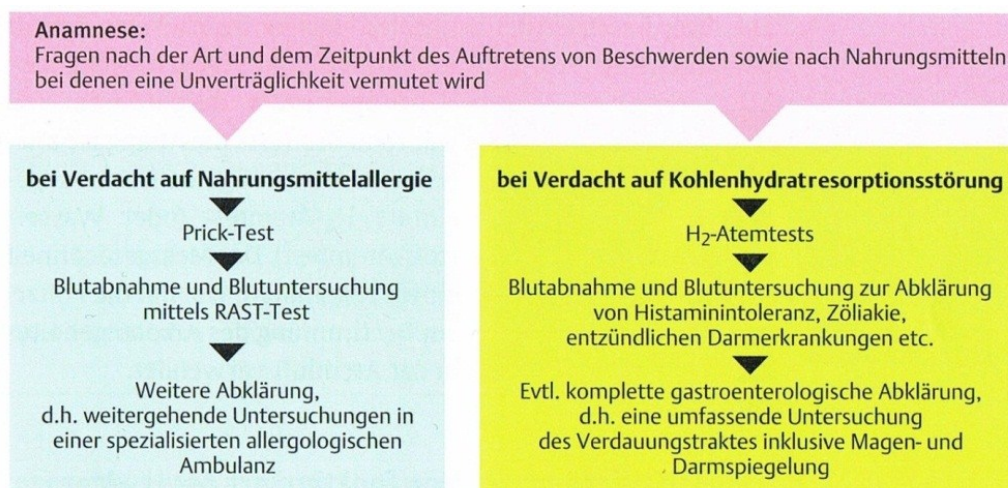 Anamnese:
Fragen nach der Art und dem Zeitpunkt des Auftretens von Beschwerden sowie nach Nahrungsmitteln
bei denen eine Unverträglichkeit vermutet wird
bei Verdacht auf Nahrungsmittelallergie
Prick-Test
Blutabnahme und Blutuntersuchung
mittels RAST-Test
Weitere Abklärung,
d.h. weitergehende Untersuchungen in
einer spezialisierten allergologischen
Ambulanz
bei Verdacht auf Kohlenhydratresorptionsstörung
H2-Atemtests
Blutabnahme und Blutuntersuchung zur Abklärung
von Histaminintoleranz, Zöliakie,
entzündlichen Darmerkrankungen etc.
Evtl. komplette gastroenterologische Abklärung,
d.h. eine umfassende Untersuchung
des Verdauungstraktes inklusive Magen- und
Darmspiegelung